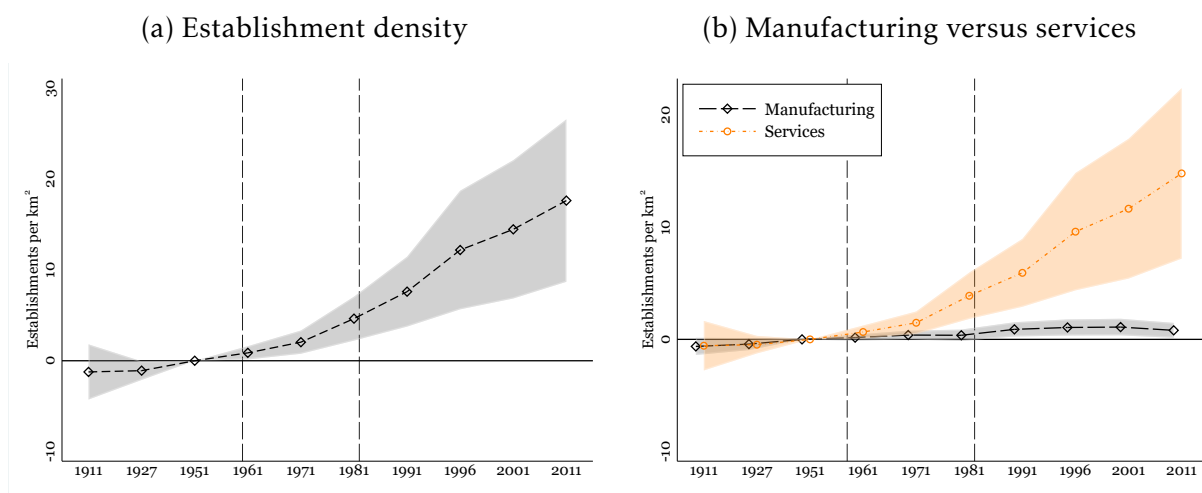 (a) Establishment density
Establishments per km²
30
20
10
0
-10
1911 1927 1951 1961 1971 1981 1991 1996 2001 2011
(b) Manufacturing versus services
Manufacturing
Services
Establishments per km²
20
10
0
-10
1911 1927 1951 1961 1971 1981 1991 1996 2001 2011